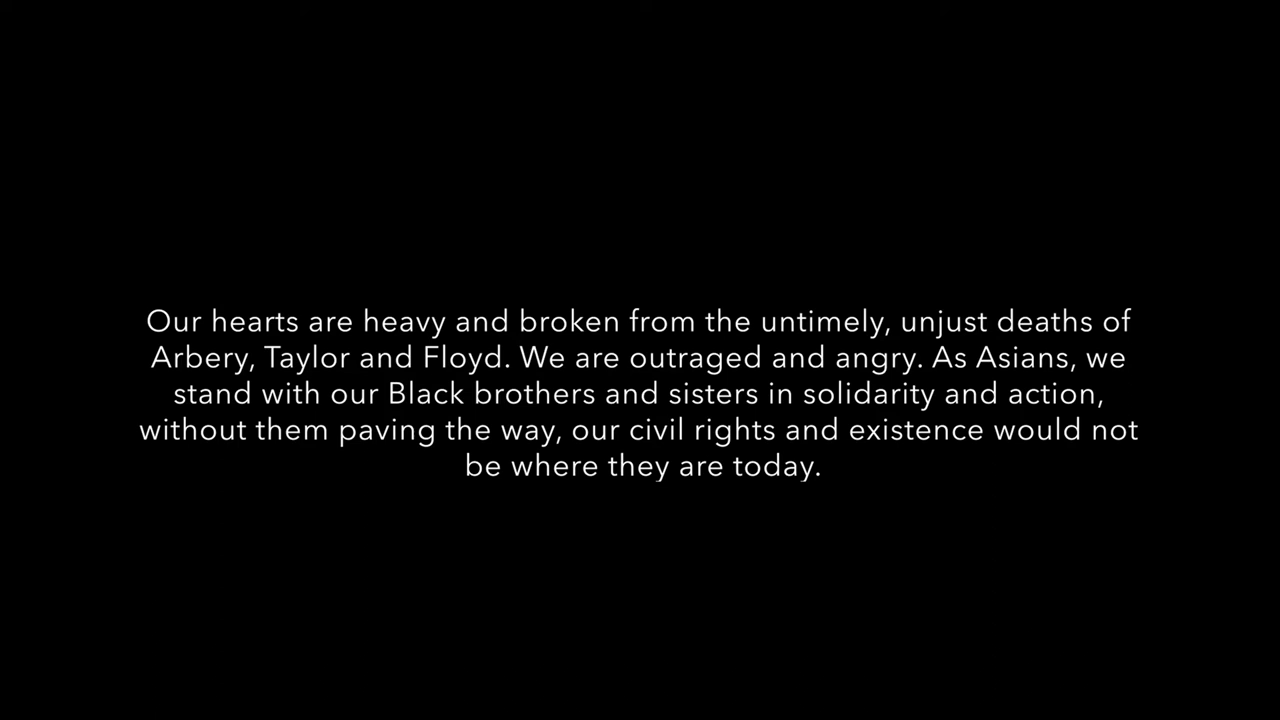 Our hearts are heavy and broken from the untimely, unjust deaths of
Arbery, Taylor and Floyd. We are outraged and angry. As Asians, we
stand with our Black brothers and sisters in solidarity and action,
without them paving the way, our civil rights and existence would not
be where they are today.